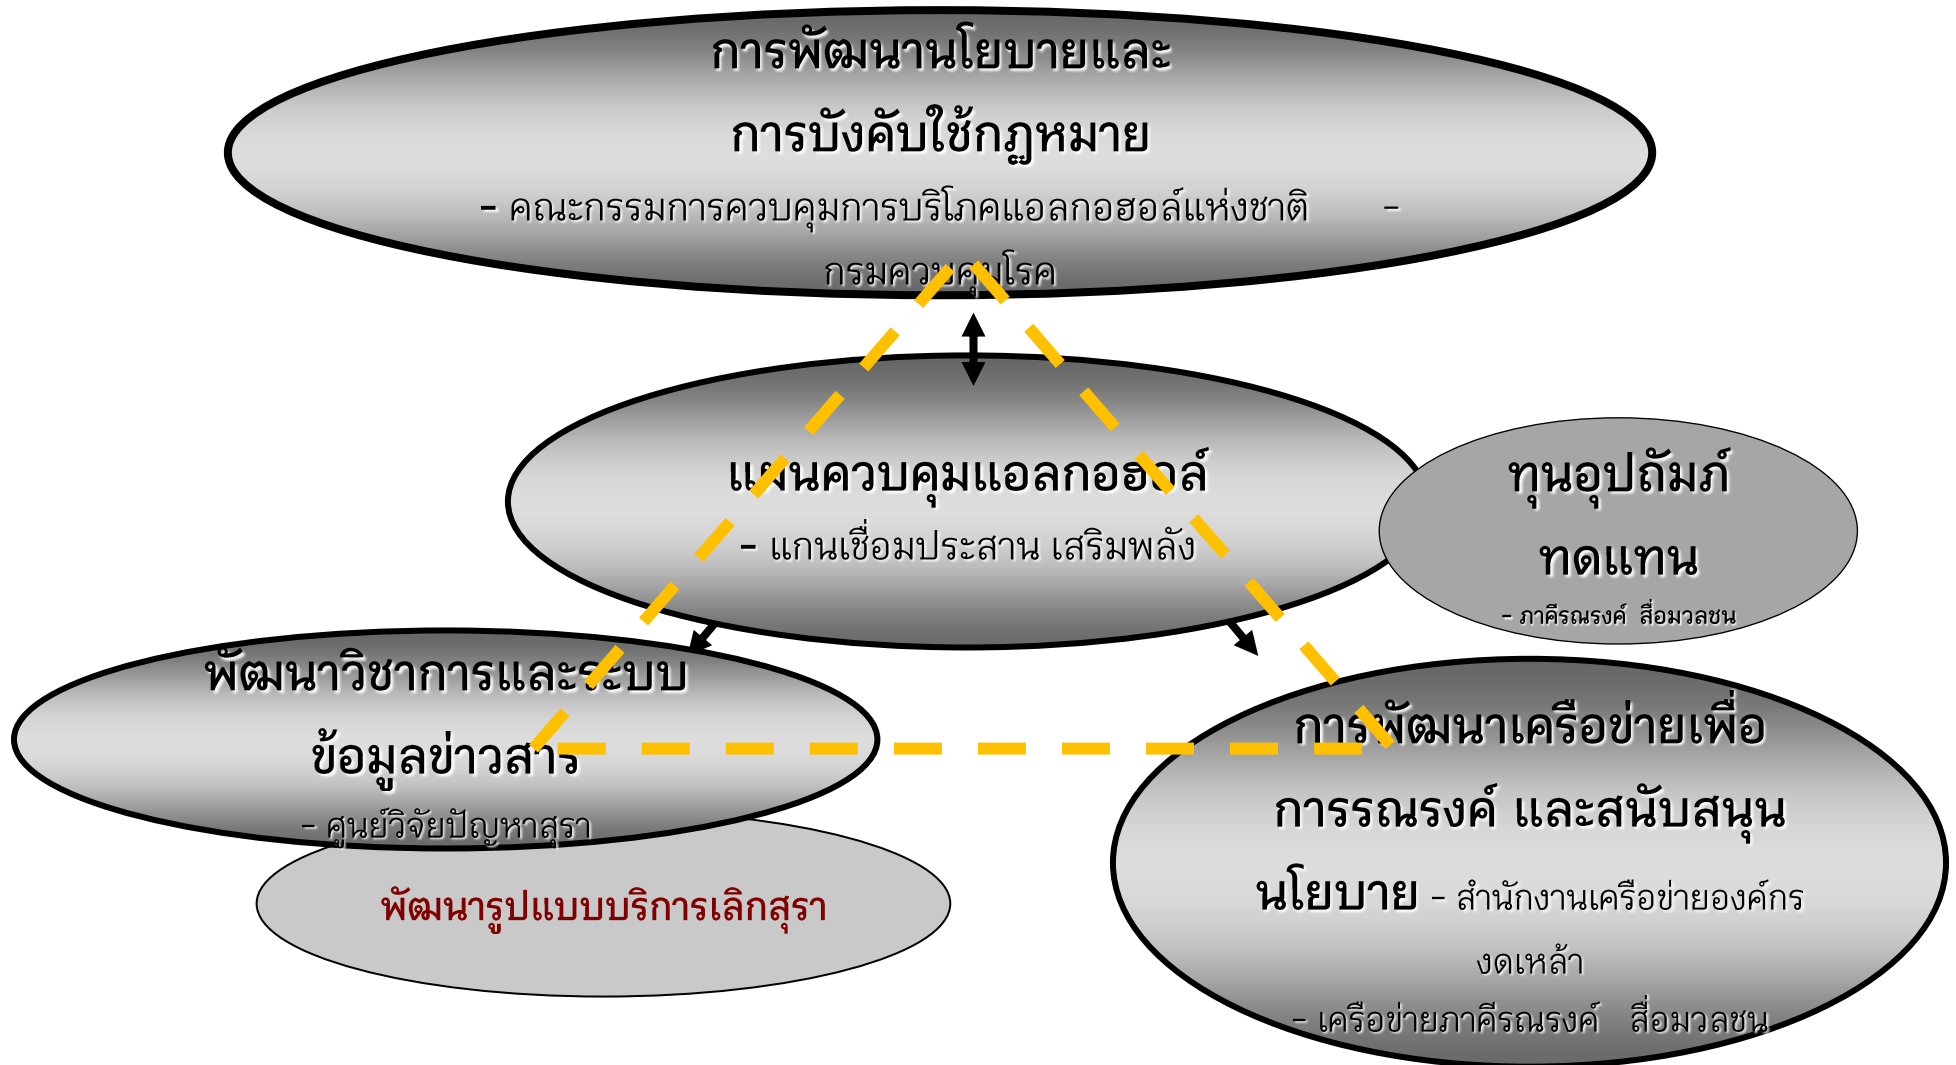 การพัฒนานโยบายและ
การบังคับใช้กฎหมาย
- คณะกรรมการควบคุมการบริโภคแอลกอฮอล์แห่งชาติ -
กรมควบคุมโรค
แผนควบคุมแอลกอฮอล์
- แกนเชื่อมประสาน เสริมพลัง
ทุนอุปถัมภ์
ทดแทน
- ภาคีรณรงค์ สื่อมวลชน
พัฒนาวิชาการและระบบ
ข้อมูลข่าวสาร
- ศูนย์วิจัยปัญหาสุรา
พัฒนารูปแบบบริการเลิกสุรา
การพัฒนาเครือข่ายเพื่อ
การรณรงค์ และสนับสนุน
นโยบาย - สำนักงานเครือข่ายองค์กร
งดเหล้า
- เครือข่ายภาคีรณรงค์ สื่อมวลชน